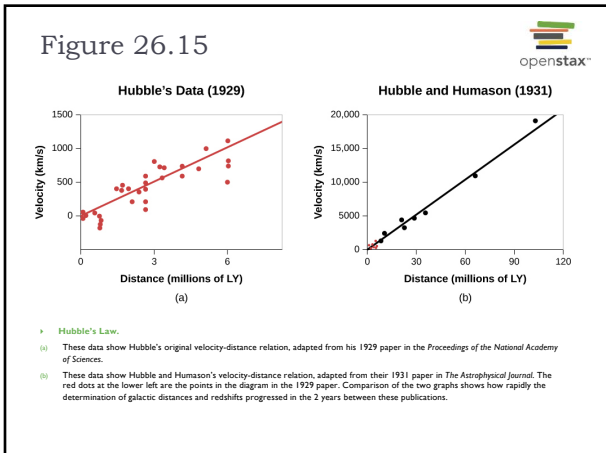 Figure 26.15
openstax™
Hubble's Data (1929)
1500
1000
500
0
Velocity (km/s)
0 3 6
Distance (millions of LY)
(a)
Hubble and Humason (1931)
20,000
15,000
10,000
5000
0
Velocity (km/s)
0 30 60 90 120
Distance (millions of LY)
(b)
Hubble's Law.
(a) These data show Hubble's original velocity-distance relation, adapted from his 1929 paper in the Proceedings of the National Academy
of Sciences.
(b) These data show Hubble and Humason's velocity-distance relation, adapted from their 1931 paper in The Astrophysical Journal. The
red dots at the lower left are the points in the diagram in the 1929 paper. Comparison of the two graphs shows how rapidly the
determination of galactic distances and redshifts progressed in the 2 years between these publications.